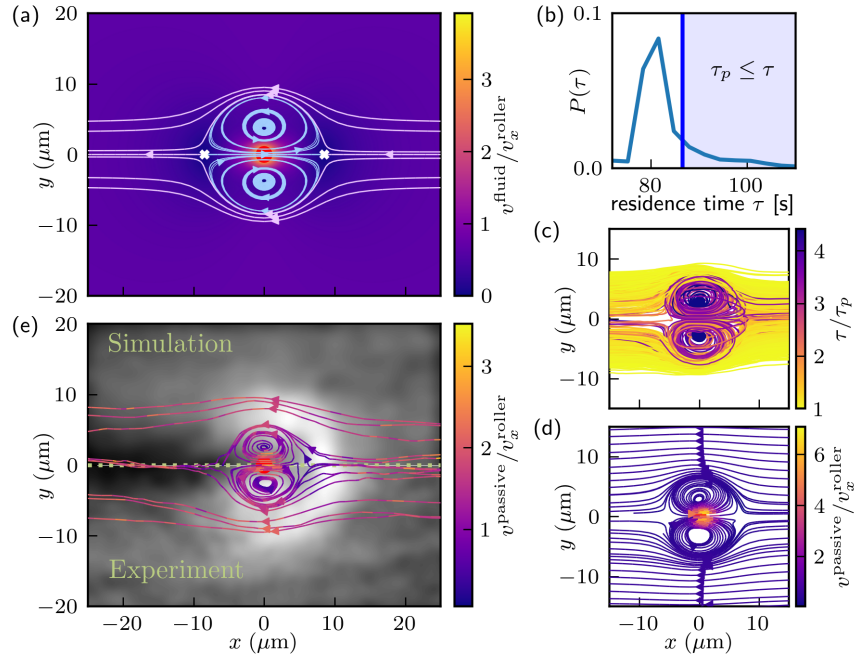 (a)
20
10
0
−10
−20
y (μm)
3
2
1
0
v^fluid/v_x^roller
(b)
0.1
0.0
P(τ)
τ_p ≤ τ
80
100
residence time τ [s]
(c)
10
0
−10
y (μm)
4
3
2
1
τ/τ_p
(e)
20
10
0
−10
−20
y (μm)
Simulation
Experiment
−20
−10
0
10
20
x (μm)
3
2
1
v^passive/v_x^roller
(d)
10
0
−10
y (μm)
−10
0
10
x (μm)
6
4
2
v^passive/v_x^roller